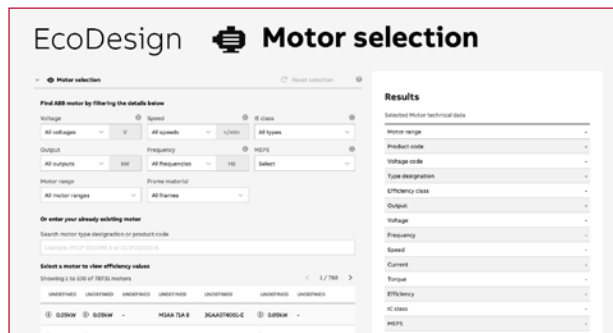 EcoDesign Motor selection
Motor selection
Reset selection
Find ABB motor by filtering the details below
Voltage Speed IE class
All voltages V All speeds r/min All types
Output Frequency MEPS
All outputs kW All frequencies Hz Select
Motor range Frame material
All motor ranges All frames
Or enter your already existing motor
Search motor type designation or product code
Select a motor to view efficiency values
Showing 1 to 100 of 78731 motors 1 / 788
UNDEFINED UNDEFINED UNDEFINED UNDEFINED UNDEFINED UNDEFINED UNDEFINED
0.09kW 0.09kW - M3AA 71A 8 3GAA074001-E 0.09kW -
Results
Selected Motor technical data
Motor range -
Product code -
Voltage code -
Type designation -
Efficiency class -
Output -
Voltage -
Frequency -
Speed -
Current -
Torque -
Efficiency -
IC class -
MEPS -